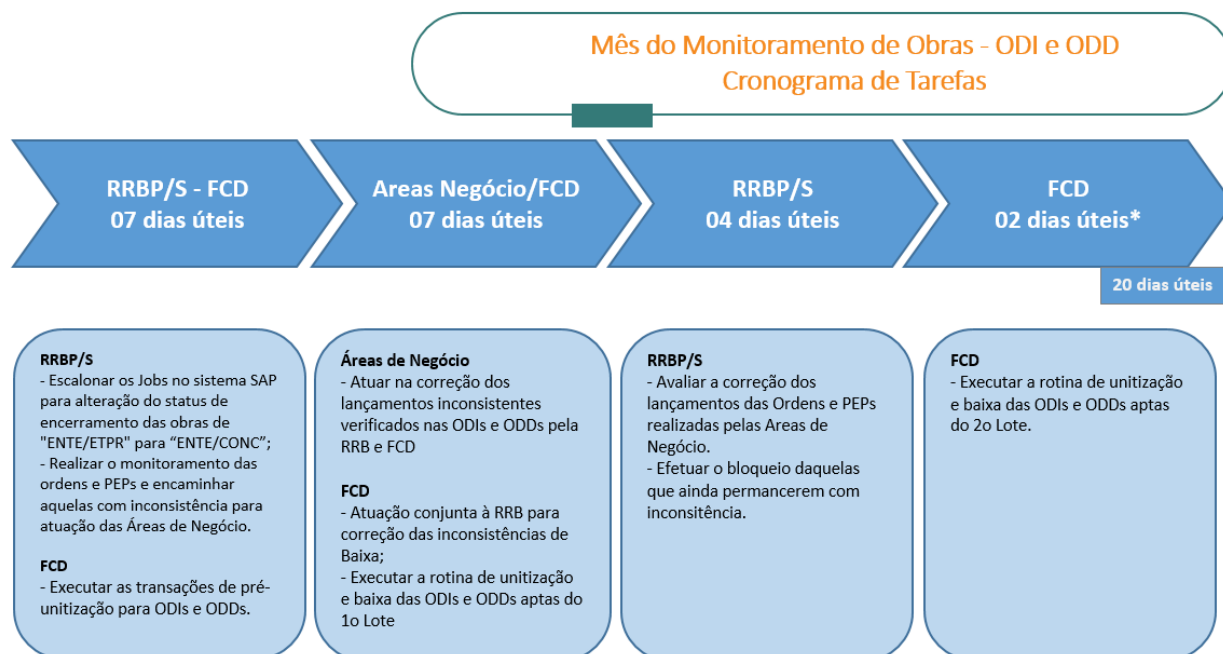 Mês do Monitoramento de Obras - ODI e ODD
Cronograma de Tarefas
RRBP/S - FCD
07 dias úteis
Areas Negócio/FCD
07 dias úteis
RRBP/S
04 dias úteis
FCD
02 dias úteis*
20 dias úteis
RRBP/S
- Escalonar os Jobs no sistema SAP
para alteração do status de
encerramento das obras de
"ENTE/ETPR" para “ENTE/CONC”;
- Realizar o monitoramento das
ordens e PEPs e encaminhar
aquelas com inconsistência para
atuação das Áreas de Negócio.
FCD
- Executar as transações de pré-
unitização para ODIs e ODDs.
Áreas de Negócio
- Atuar na correção dos
lançamentos inconsistentes
verificados nas ODIs e ODDs pela
RRB e FCD
FCD
- Atuação conjunta à RRB para
correção das inconsistências de
Baixa;
- Executar a rotina de unitização
e baixa das ODIs e ODDs aptas do
1o Lote
RRBP/S
- Avaliar a correção dos
lançamentos das Ordens e PEPs
realizadas pelas Areas de
Negócio.
- Efetuar o bloqueio daquelas
que ainda permancerem com
inconsitência.
FCD
- Executar a rotina de unitização
e baixa das ODIs e ODDs aptas
do 2o Lote.